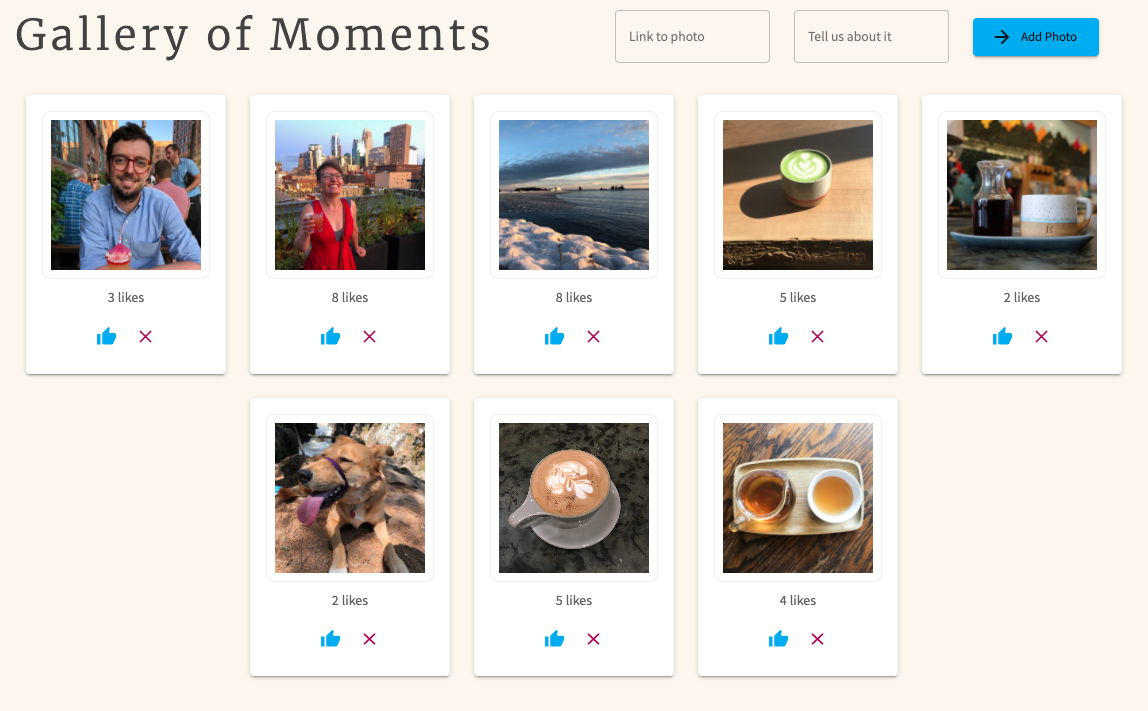 Gallery of Moments
Link to photo
Tell us about it
Add Photo
3 likes
8 likes
8 likes
5 likes
2 likes
2 likes
5 likes
4 likes